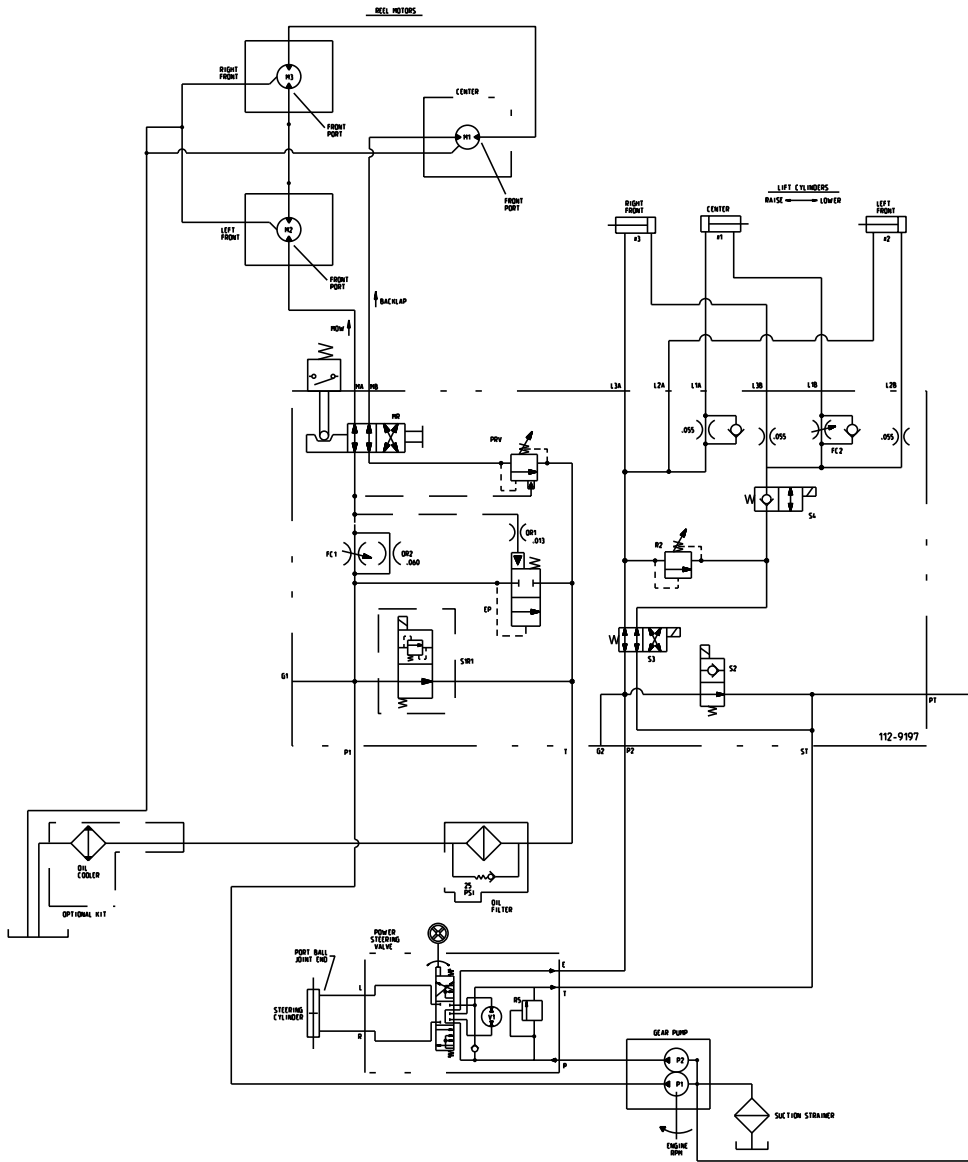 REEL MOTORS
RIGHT
FRONT
M3
FRONT
PORT
CENTER
M1
FRONT
PORT
LEFT
FRONT
M2
FRONT
PORT
LIFT CYLINDERS
RAISE LOWER
RIGHT
FRONT
#3
CENTER
#1
LEFT
FRONT
#2
BACKLAP
MOW
MA MB
L3A
L2A
L1A
L3B
L1B
L2B
MR
PRV
.055
.055
FC2
.055
S4
FC1
OR2
.060
OR1
.013
R2
EP
S1R1
S3
S2
G1
PT
112-9197
P1
T
G2
P2
ST
OIL
COOLER
OPTIONAL KIT
25
PSI
OIL
FILTER
POWER
STEERING
VALVE
PORT BALL
JOINT END
L
STEERING
CYLINDER
R
E
T
R5
V1
P
GEAR PUMP
P2
P1
SUCTION STRAINER
ENGINE
RPM